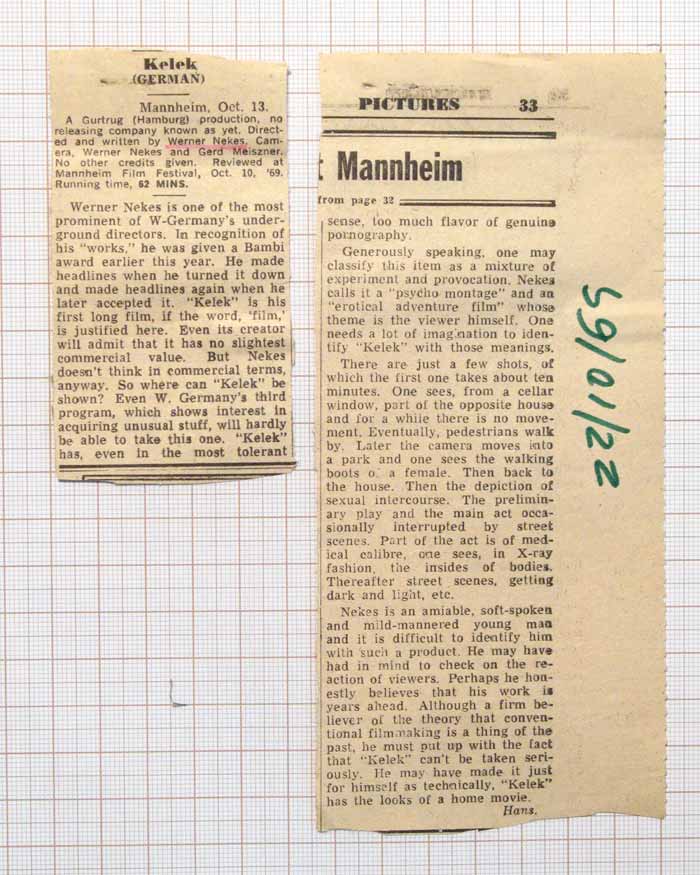 Kelek
(GERMAN)
Mannheim, Oct. 13.
A Gurtrug (Hamburg) production, no
releasing company known as yet. Direct-
ed and written by Werner Nekes. Cam-
era, Werner Nekes and Gerd Meiszner.
No other credits given. Reviewed at
Mannheim Film Festival, Oct. 10, '69.
Running time, 62 MINS.
Werner Nekes is one of the most
prominent of W-Germany's under-
ground directors. In recognition of
his "works," he was given a Bambi
award earlier this year. He made
headlines when he turned it down
and made headlines again when he
later accepted it. "Kelek" is his
first long film, if the word, 'film,'
is justified here. Even its creator
will admit that it has no slightest
commercial value. But Nekes
doesn't think in commercial terms,
anyway. So where can "Kelek" be
shown? Even W. Germany's third
program, which shows interest in
acquiring unusual stuff, will hardly
be able to take this one. "Kelek"
has, even in the most tolerant
PICTURES 33
t Mannheim
from page 32
sense, too much flavor of genuine
pornography.
Generously speaking, one may
classify this item as a mixture of
experiment and provocation. Nekes
calls it a "psycho montage" and an
"erotical adventure film" whose
theme is the viewer himself. One
needs a lot of imagination to iden-
tify "Kelek" with those meanings.
There are just a few shots, of
which the first one takes about ten
minutes. One sees, from a cellar
window, part of the opposite house
and for a while there is no move-
ment. Eventually, pedestrians walk
by. Later the camera moves into
a park and one sees the walking
boots o a female. Then back to
the house. Then the depiction of
sexual intercourse. The prelimin-
ary play and the main act occa-
sionally interrupted by street
scenes. Part of the act is of med-
ical calibre, one sees, in X-ray
fashion, the insides of bodies.
Thereafter street scenes, getting
dark and light, etc.
Nekes is an amiable, soft-spoken
and mild-mannered young man
and it is difficult to identify him
with such a product. He may have
had in mind to check on the re-
action of viewers. Perhaps he hon-
estly believes that his work is
years ahead. Although a firm be-
liever of the theory that conven-
tional filmmaking is a thing of the
past, he must put up with the fact
that "Kelek" can't be taken seri-
ously. He may have made it just
for himself as technically, "Kelek"
has the looks of a home movie.
Hans.
22/10/69